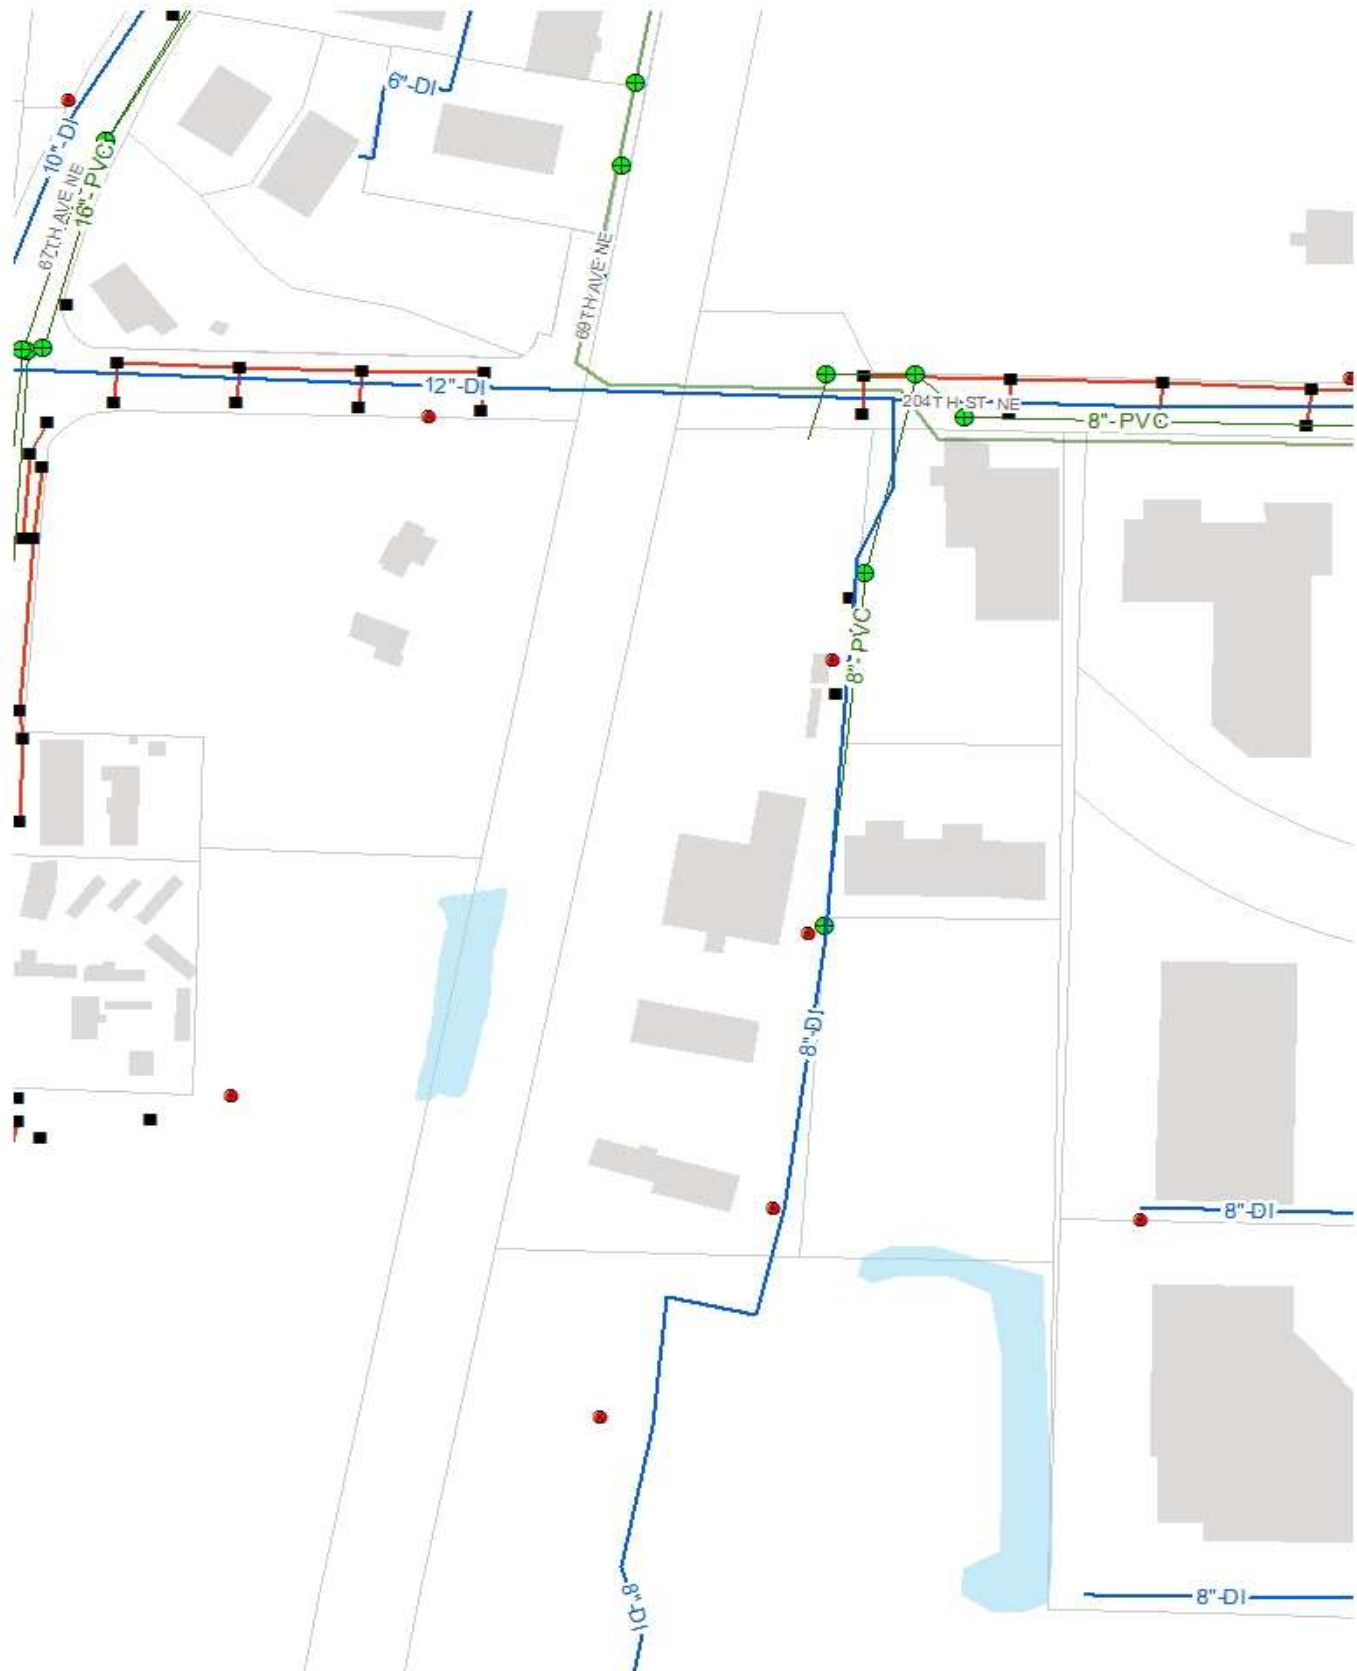 6"-DI
10"-DI
16"- PVC
67TH AVE NE
69TH AVE NE
12"-DI
204TH ST NE
8"-PVC
8"- PVC
8"-DI
8"-DI
8"-DI
8"-DI